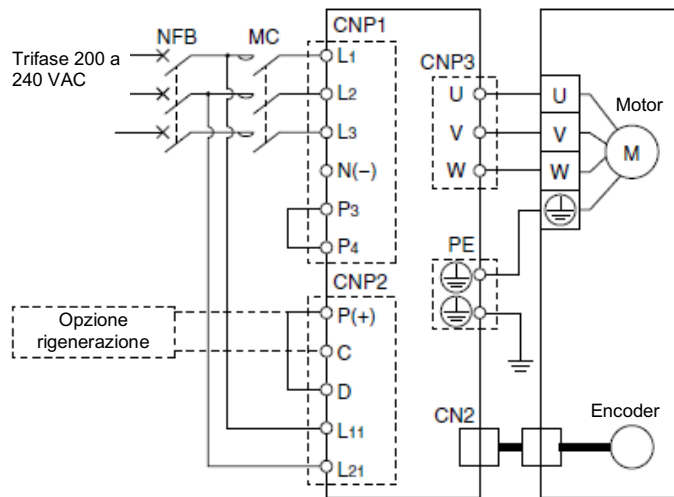 NFB
MC
CNP1
Trifase 200 a
240 VAC
L1
L2
L3
N(−)
P3
P4
CNP3
U
V
W
U
V
W
Motor
M
PE
CNP2
Opzione
rigenerazione
P(+)
C
D
L11
L21
CN2
Encoder